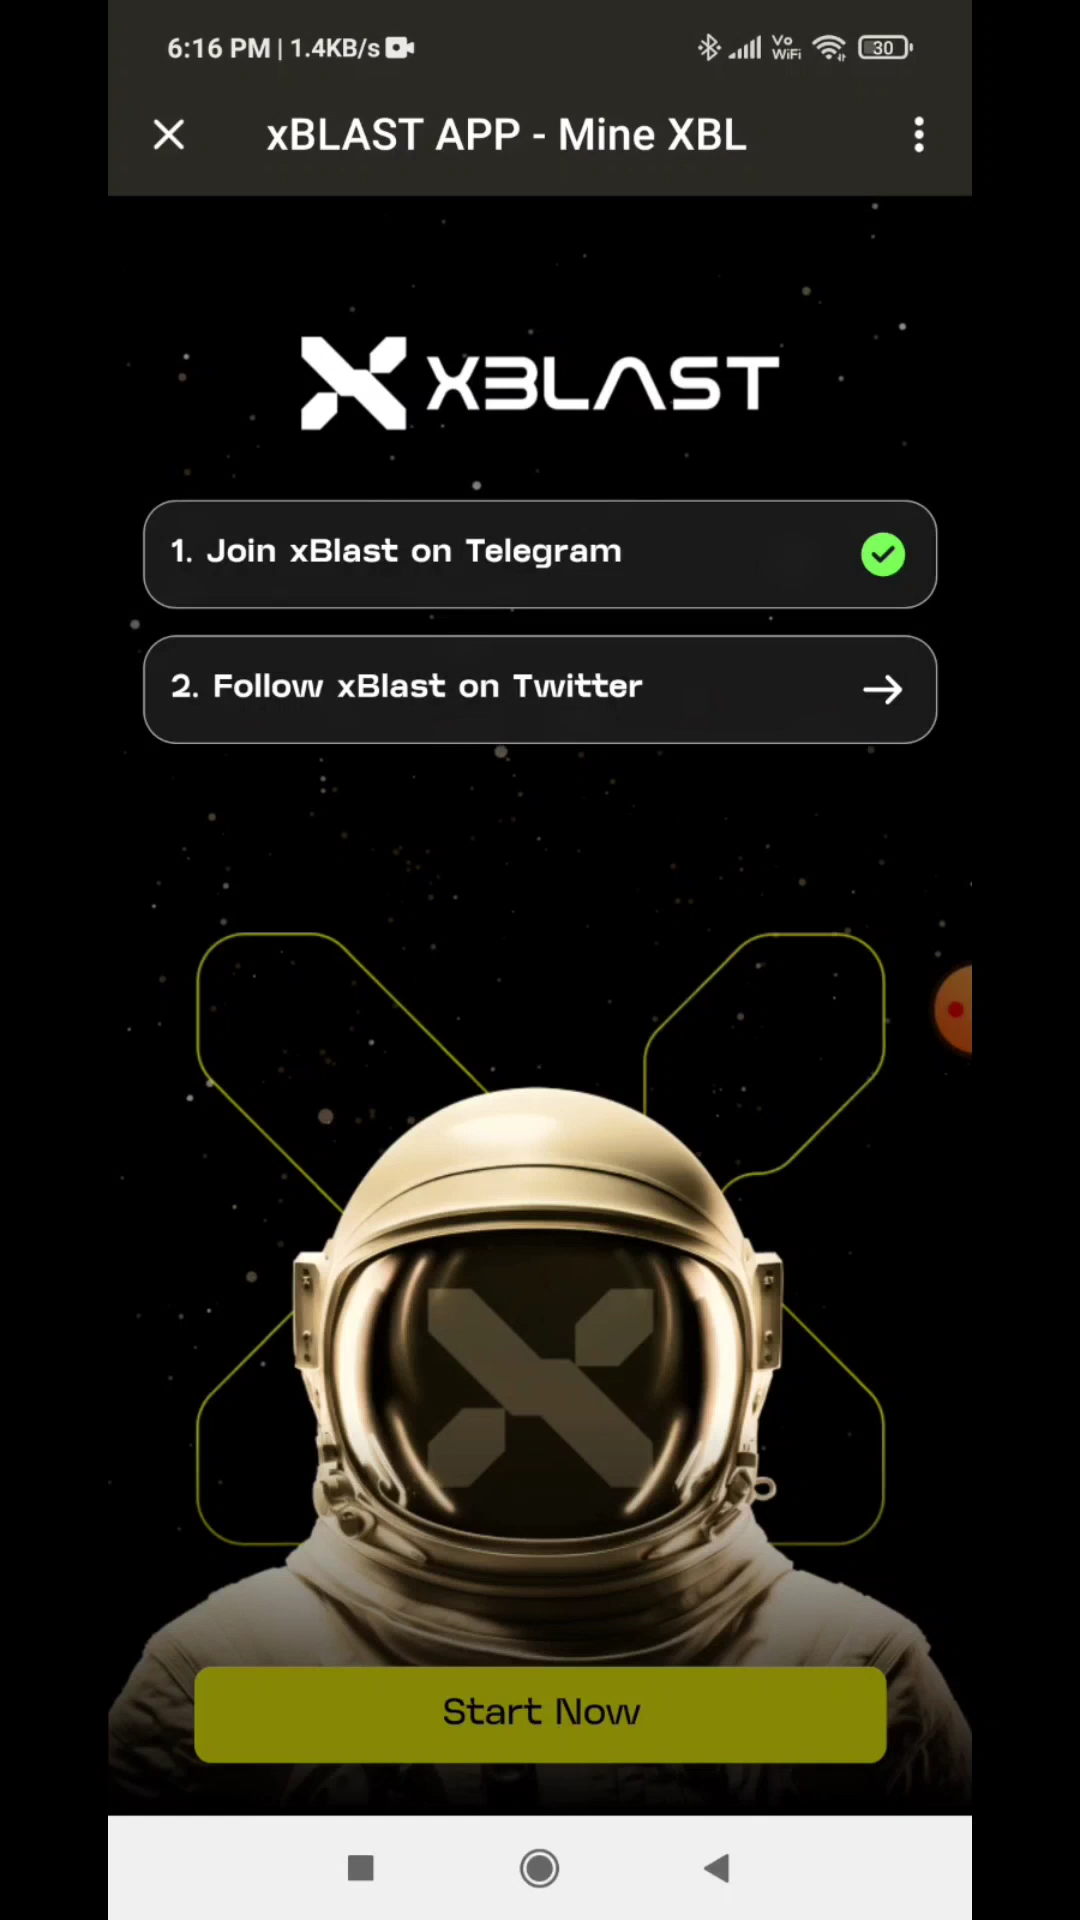 6:16 PM | 1.4KB/s
Vo WiFi
30
xBLAST APP - Mine XBL
XBLAST
1. Join xBlast on Telegram
2. Follow xBlast on Twitter
Start Now